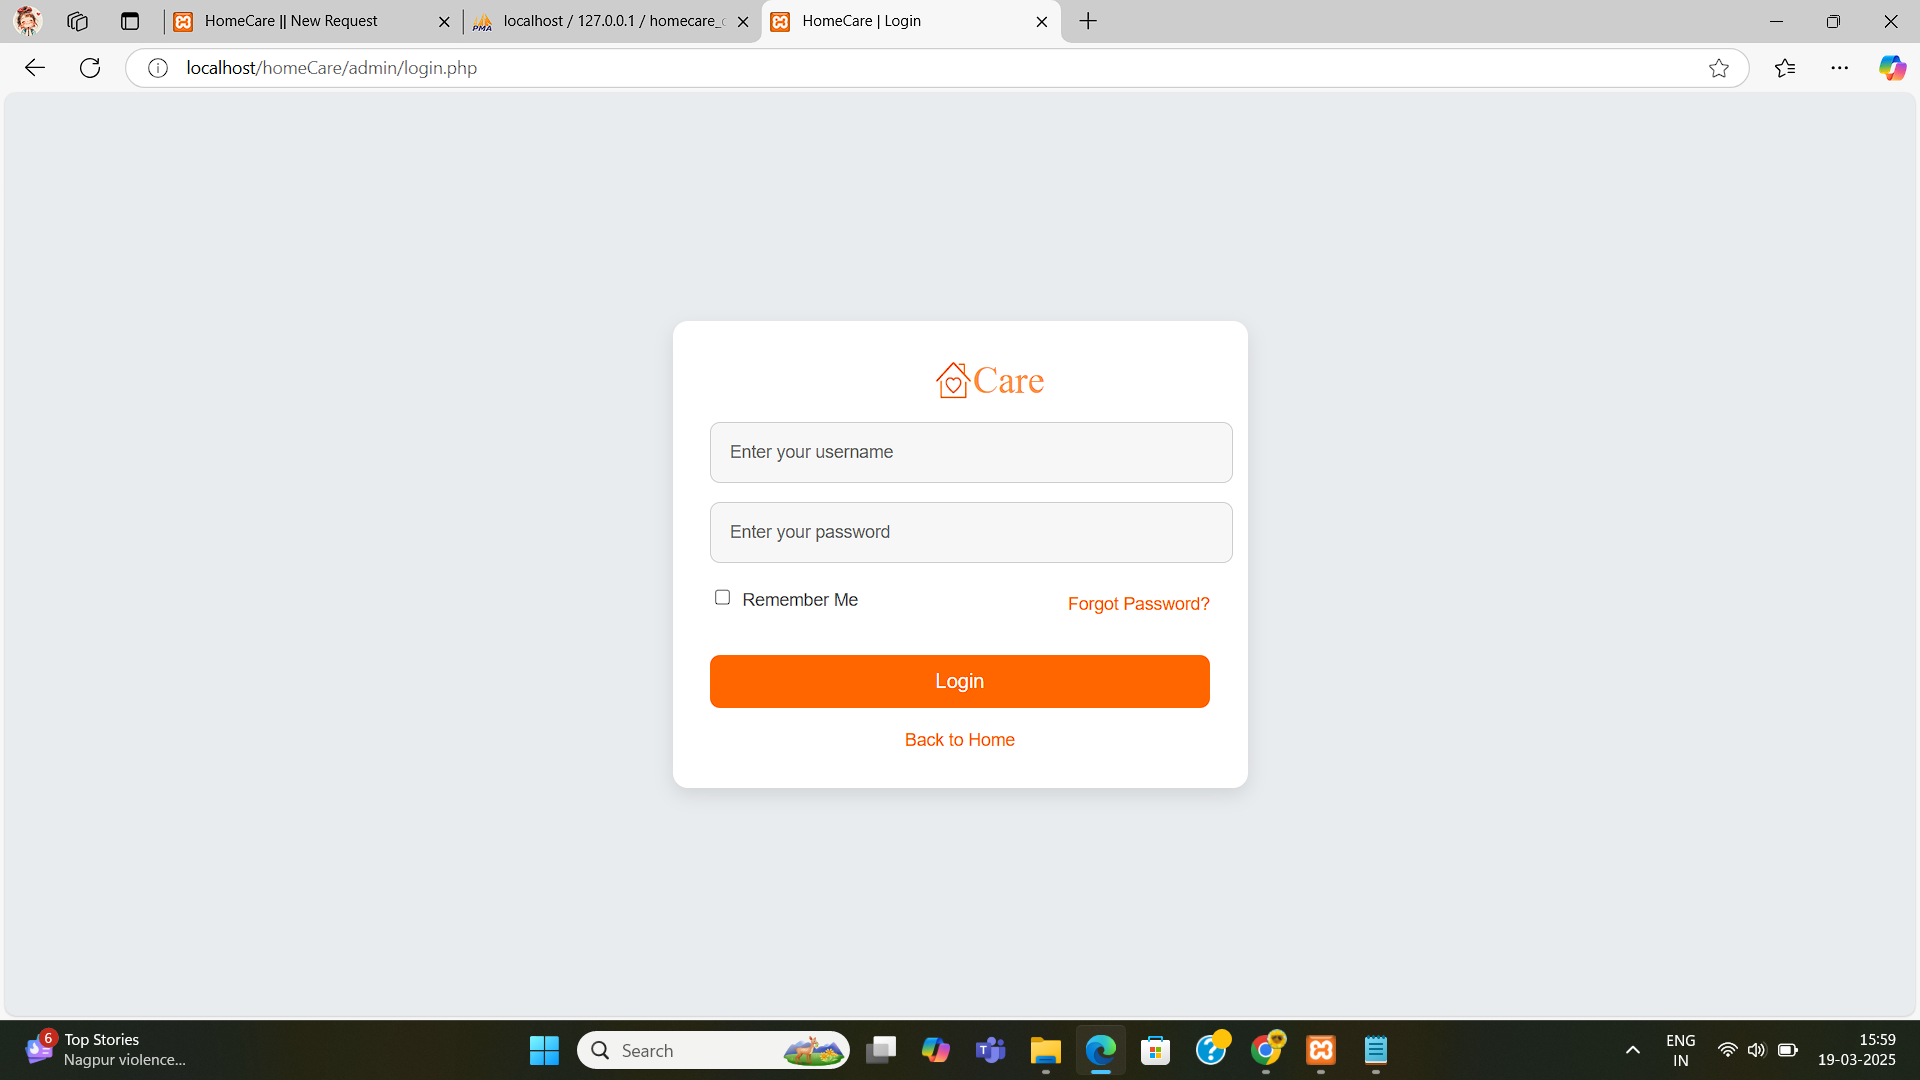 HomeCare || New Request
localhost / 127.0.0.1 / homecare_
HomeCare | Login
localhost/homeCare/admin/login.php
Care
Enter your username
Enter your password
Remember Me
Forgot Password?
Login
Back to Home
6
Top Stories
Nagpur violence...
Search
ENG
IN
15:59
19-03-2025